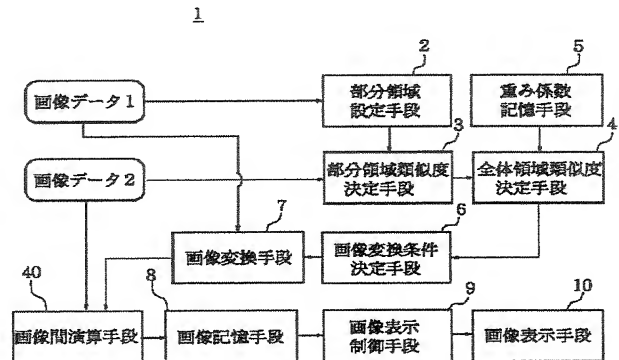 1
2
5
画像データ1
部分領域
設定手段
重み係数
記憶手段
3
4
画像データ2
部分領域類似度
決定手段
全体領域類似度
決定手段
7
6
画像変換手段
画像変換条件
決定手段
40
8
9
10
画像間演算手段
画像記憶手段
画像表示
制御手段
画像表示手段